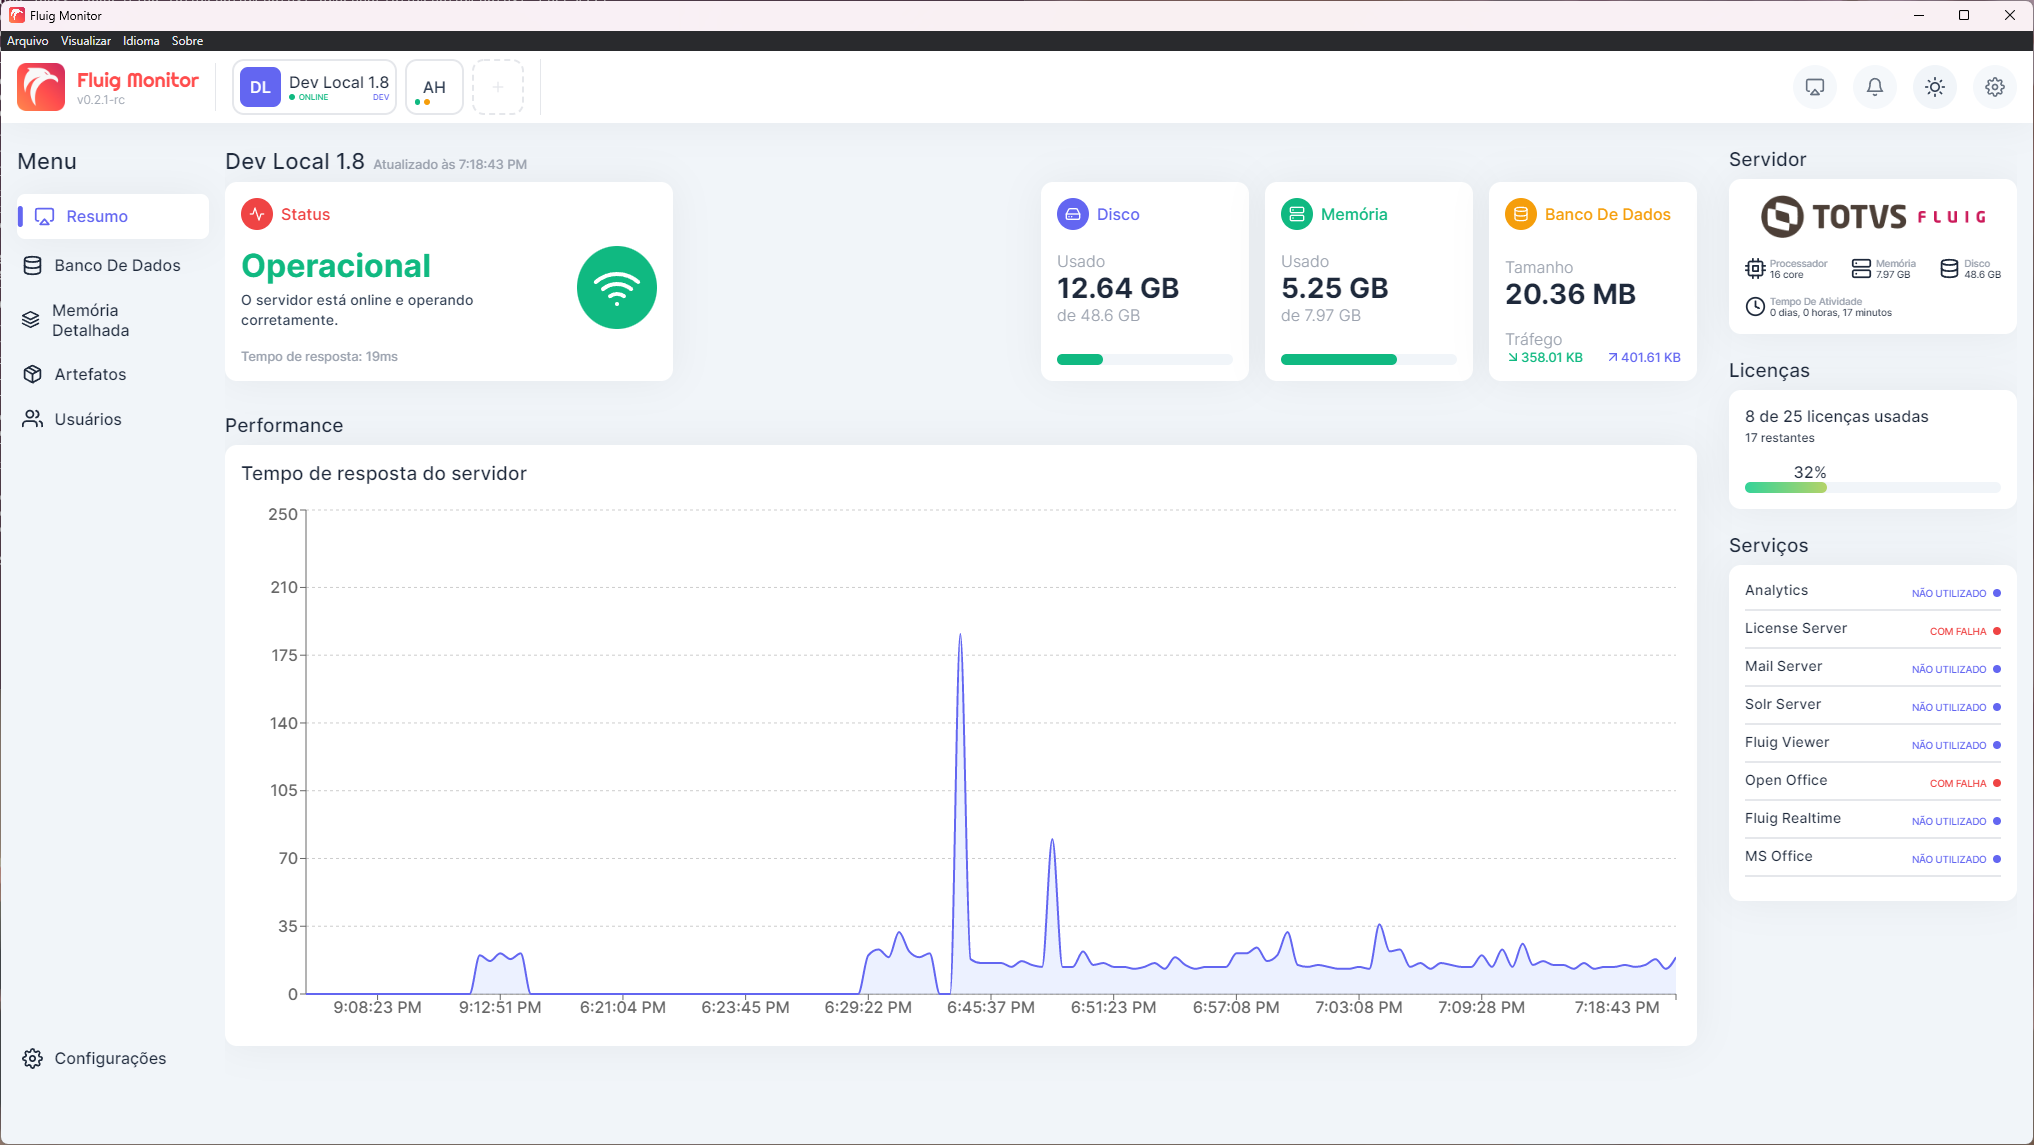 Fluig Monitor
Arquivo Visualizar Idioma Sobre
Fluig Monitor
v0.2.1-rc
DL
Dev Local 1.8
ONLINE DEV
AH
+
Menu
Resumo
Banco De Dados
Memória
Detalhada
Artefatos
Usuários
Configurações
Dev Local 1.8 Atualizado às 7:18:43 PM
Status
Operacional
O servidor está online e operando
corretamente.
Tempo de resposta: 19ms
Disco
Usado
12.64 GB
de 48.6 GB
Memória
Usado
5.25 GB
de 7.97 GB
Banco De Dados
Tamanho
20.36 MB
Tráfego
358.01 KB 401.61 KB
Performance
Tempo de resposta do servidor
250
210
175
140
105
70
35
0
9:08:23 PM 9:12:51 PM 6:21:04 PM 6:23:45 PM 6:29:22 PM 6:45:37 PM 6:51:23 PM 6:57:08 PM 7:03:08 PM 7:09:28 PM 7:18:43 PM
Servidor
TOTVS FLUIG
Processador
16 core
Memória
7.97 GB
Disco
48.6 GB
Tempo De Atividade
0 dias, 0 horas, 17 minutos
Licenças
8 de 25 licenças usadas
17 restantes
32%
Serviços
Analytics NÃO UTILIZADO
License Server COM FALHA
Mail Server NÃO UTILIZADO
Solr Server NÃO UTILIZADO
Fluig Viewer NÃO UTILIZADO
Open Office COM FALHA
Fluig Realtime NÃO UTILIZADO
MS Office NÃO UTILIZADO